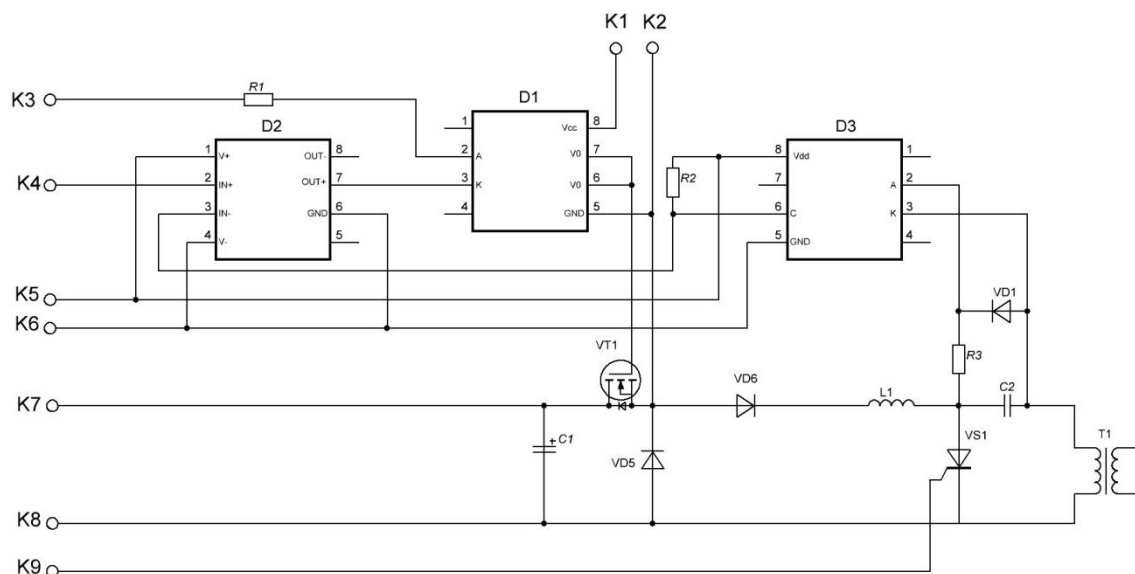 K1 K2
K3 R1 D1
D2 D3
1 Vcc 8
1 V+ OUT- 8
2 A V0 7
8 Vdd 1
K4 2 IN+ OUT+ 7
3 K V0 6
R2 7 A 2
3 IN- GND 6
4 GND 5
6 C K 3
4 V- 5
5 GND 4
K5
K6
VD1
VT1
R3
VD6
L1
C2
K7
+ C1
VD5
VS1
T1
K8
K9